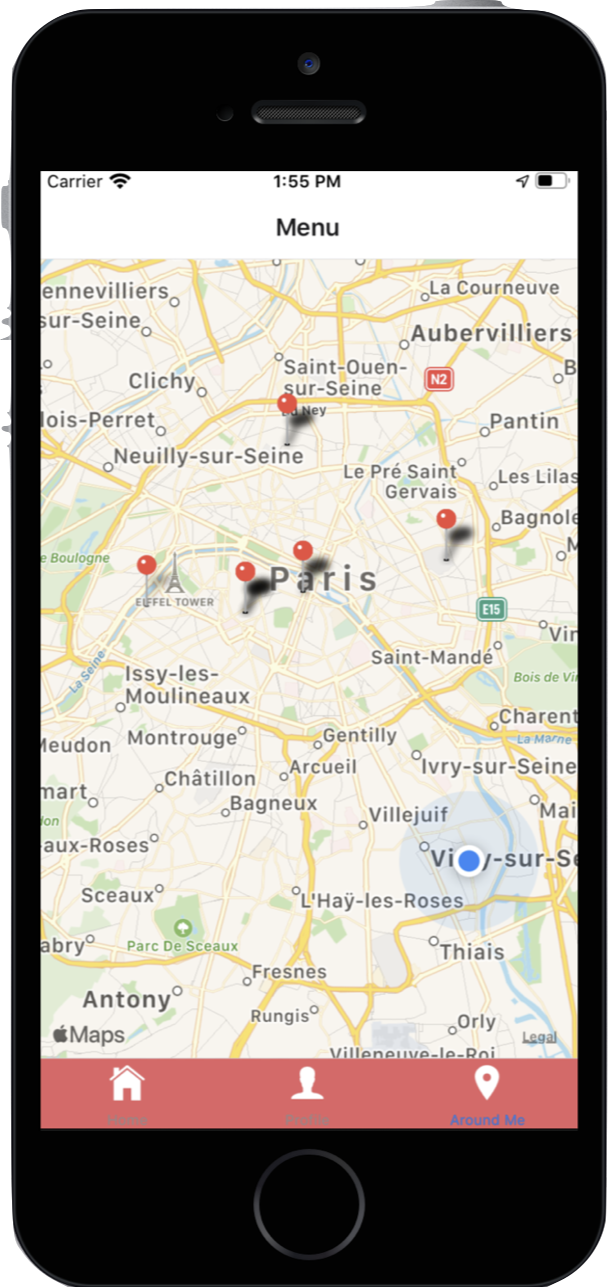 Carrier
1:55 PM
Menu
ennevilliers
La Courneuve
sur-Seine
Aubervilliers
Saint-Ouen-
sur-Seine
Clichy
N2
B
Ney
lois-Perret
Pantin
Neuilly-sur-Seine
Le Pré Saint
Gervais
Les Lilas
Bagnole
e Boulogne
M
Paris
EIFFEL TOWER
E15
Vin
Saint-Mandé
La Seine
Issy-les-
Moulineaux
Bois de Vi
Charent
Meudon
Montrouge
Gentilly
La Marne
Arcueil
Ivry-sur-Seine
Châtillon
mart
Bagneux
Villejuif
Mai
don
aux-Roses
Vi y-sur-Se
Sceaux
L'Haÿ-les-Roses
abry
Parc De Sceaux
Thiais
Fresnes
Antony
Rungis
Orly
Maps
Legal
Villeneuve-le-Roi
Around Me